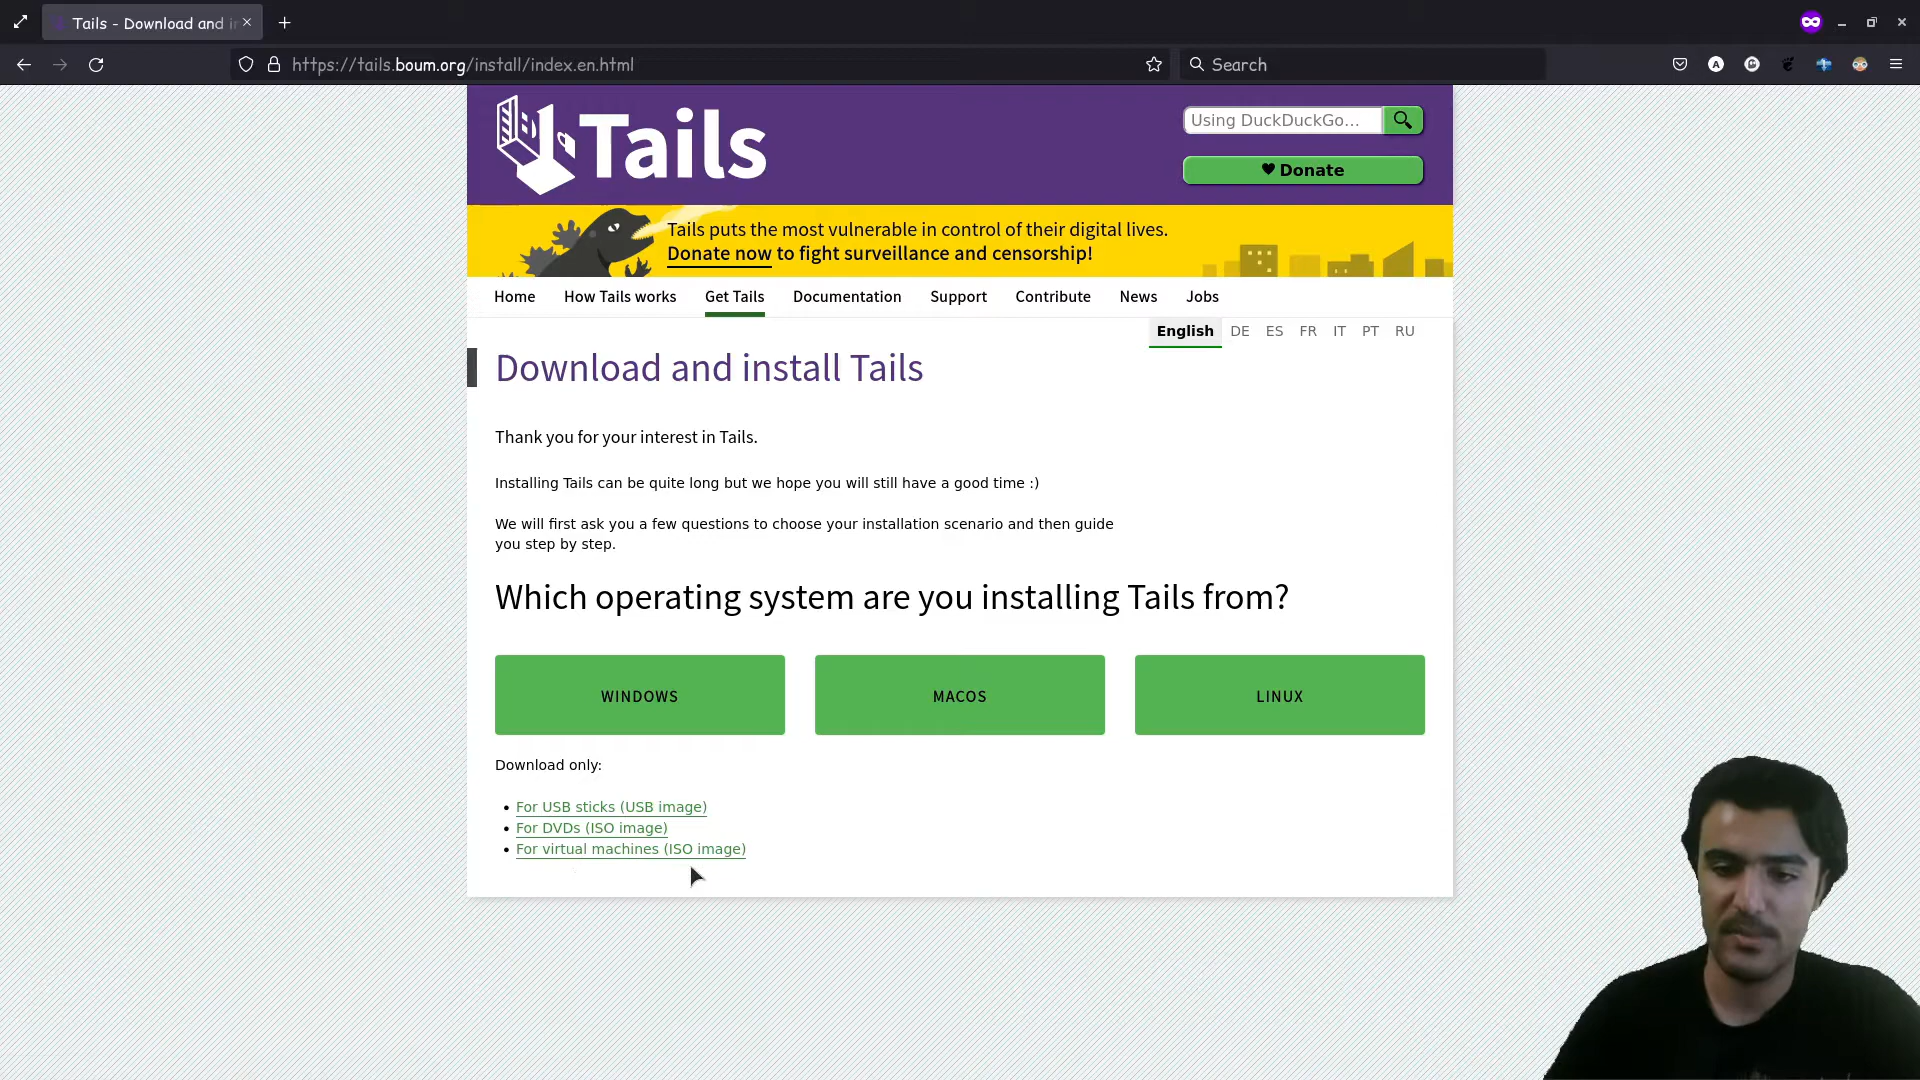 Tails - Download and in
https://tails.boum.org/install/index.en.html
Search
Tails
Using DuckDuckGo...
Donate
Tails puts the most vulnerable in control of their digital lives.
Donate now to fight surveillance and censorship!
Home How Tails works Get Tails Documentation Support Contribute News Jobs
English DE ES FR IT PT RU
Download and install Tails
Thank you for your interest in Tails.
Installing Tails can be quite long but we hope you will still have a good time :)
We will first ask you a few questions to choose your installation scenario and then guide
you step by step.
Which operating system are you installing Tails from?
WINDOWS MACOS LINUX
Download only:
• For USB sticks (USB image)
• For DVDs (ISO image)
• For virtual machines (ISO image)